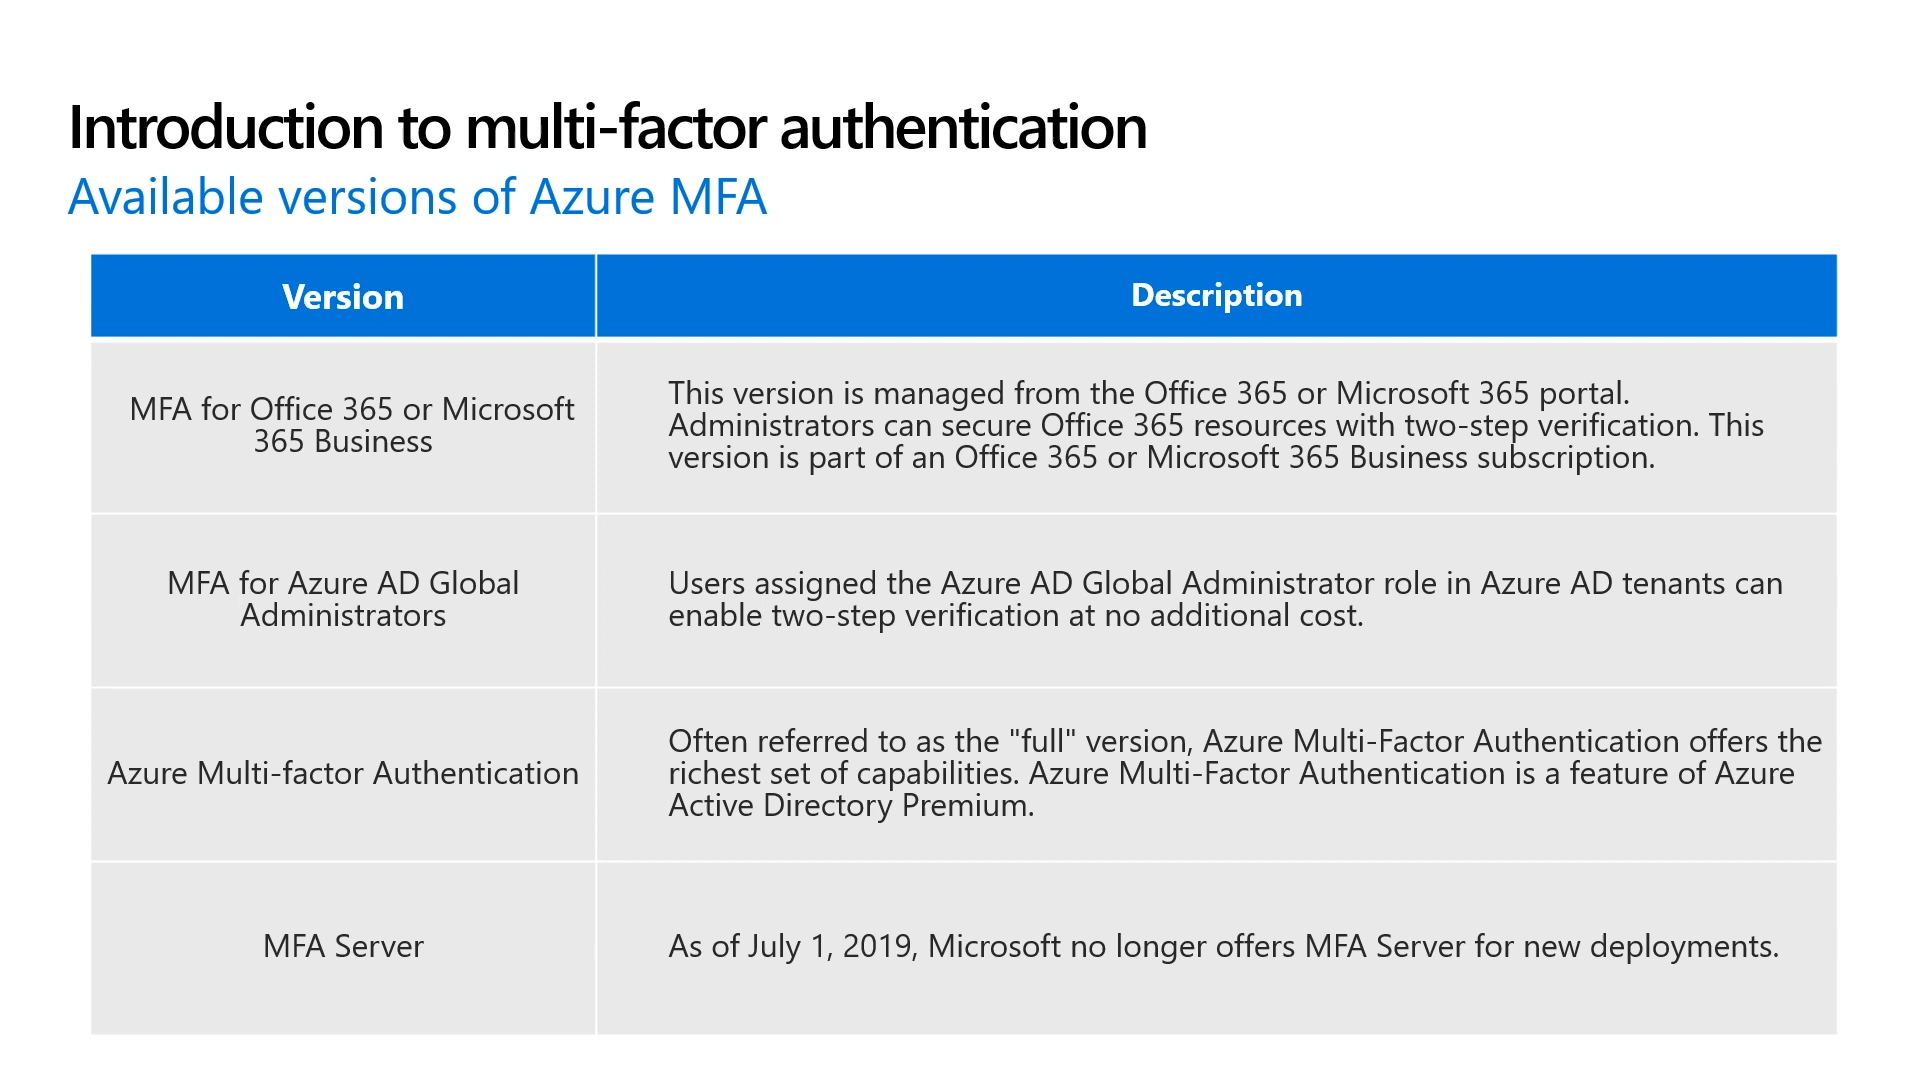 Introduction to multi-factor authentication
Available versions of Azure MFA
Version
Description
MFA for Office 365 or Microsoft
365 Business
This version is managed from the Office 365 or Microsoft 365 portal.
Administrators can secure Office 365 resources with two-step verification. This
version is part of an Office 365 or Microsoft 365 Business subscription.
MFA for Azure AD Global
Administrators
Users assigned the Azure AD Global Administrator role in Azure AD tenants can
enable two-step verification at no additional cost.
Azure Multi-factor Authentication
Often referred to as the "full" version, Azure Multi-Factor Authentication offers the
richest set of capabilities. Azure Multi-Factor Authentication is a feature of Azure
Active Directory Premium.
MFA Server
As of July 1, 2019, Microsoft no longer offers MFA Server for new deployments.